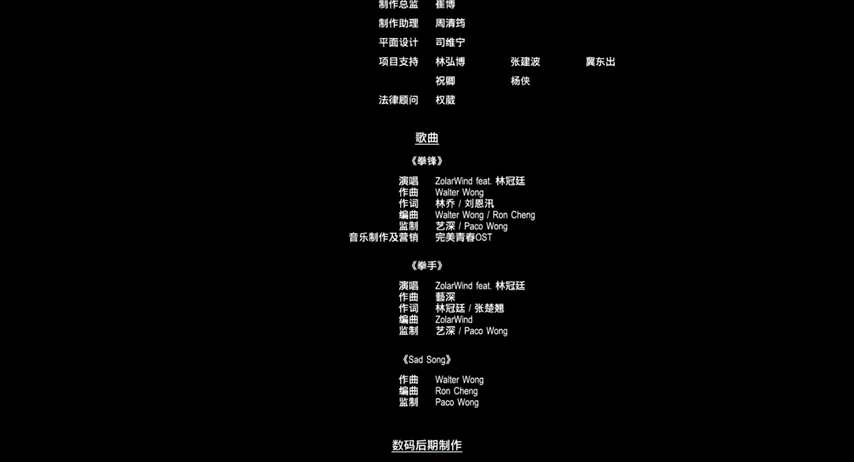 制作总监 崔博
制作助理 周清筠
平面设计 司维宁
项目支持 林弘博 张建波 冀东出
祝卿 杨侠
法律顾问 权葳
歌曲
《拳锋》
演唱 ZolarWind feat. 林冠廷
作曲 Walter Wong
作词 林乔 / 刘恩汛
编曲 Walter Wong / Ron Cheng
监制 艺深 / Paco Wong
音乐制作及营销 完美青春OST
《拳手》
演唱 ZolarWind feat. 林冠廷
作曲 藝深
作词 林冠廷 / 张楚翘
编曲 ZolarWind
监制 艺深 / Paco Wong
《Sad Song》
作曲 Walter Wong
编曲 Ron Cheng
监制 Paco Wong
数码后期制作